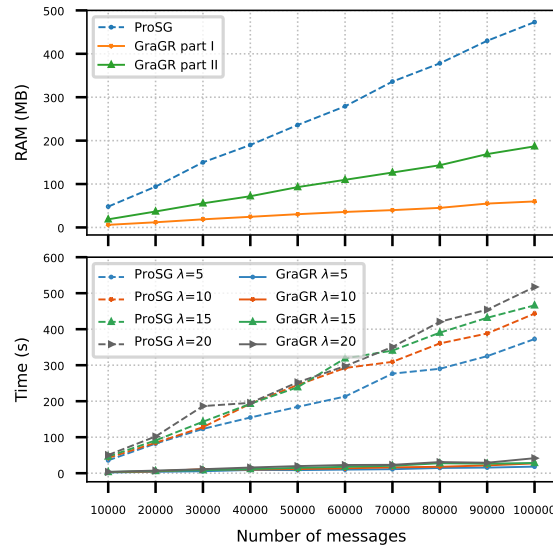 500
400
300
200
100
0
RAM (MB)
ProSG
GraGR part I
GraGR part II
600
500
400
300
200
100
0
Time (s)
ProSG λ=5
ProSG λ=10
ProSG λ=15
ProSG λ=20
GraGR λ=5
GraGR λ=10
GraGR λ=15
GraGR λ=20
10000 20000 30000 40000 50000 60000 70000 80000 90000 100000
Number of messages